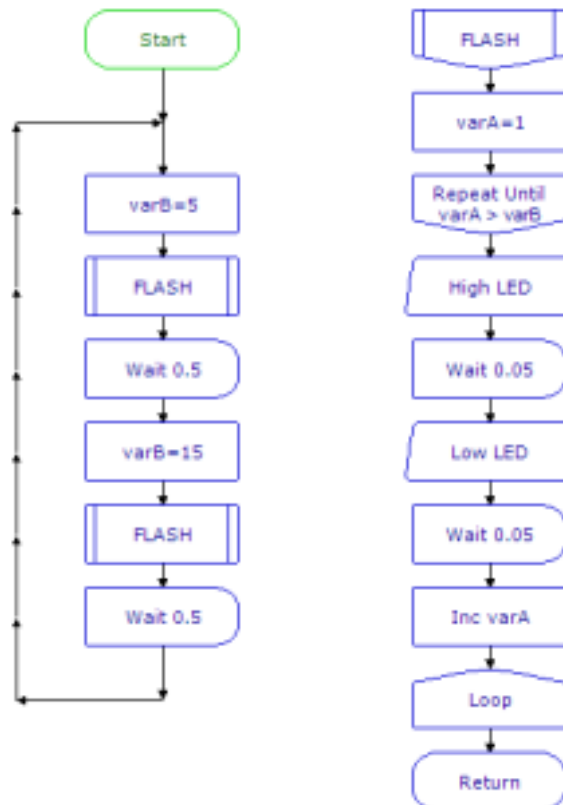 Start
varB=5
FLASH
Wait 0.5
varB=15
FLASH
Wait 0.5
FLASH
varA=1
Repeat Until
varA > varB
High LED
Wait 0.05
Low LED
Wait 0.05
Inc varA
Loop
Return